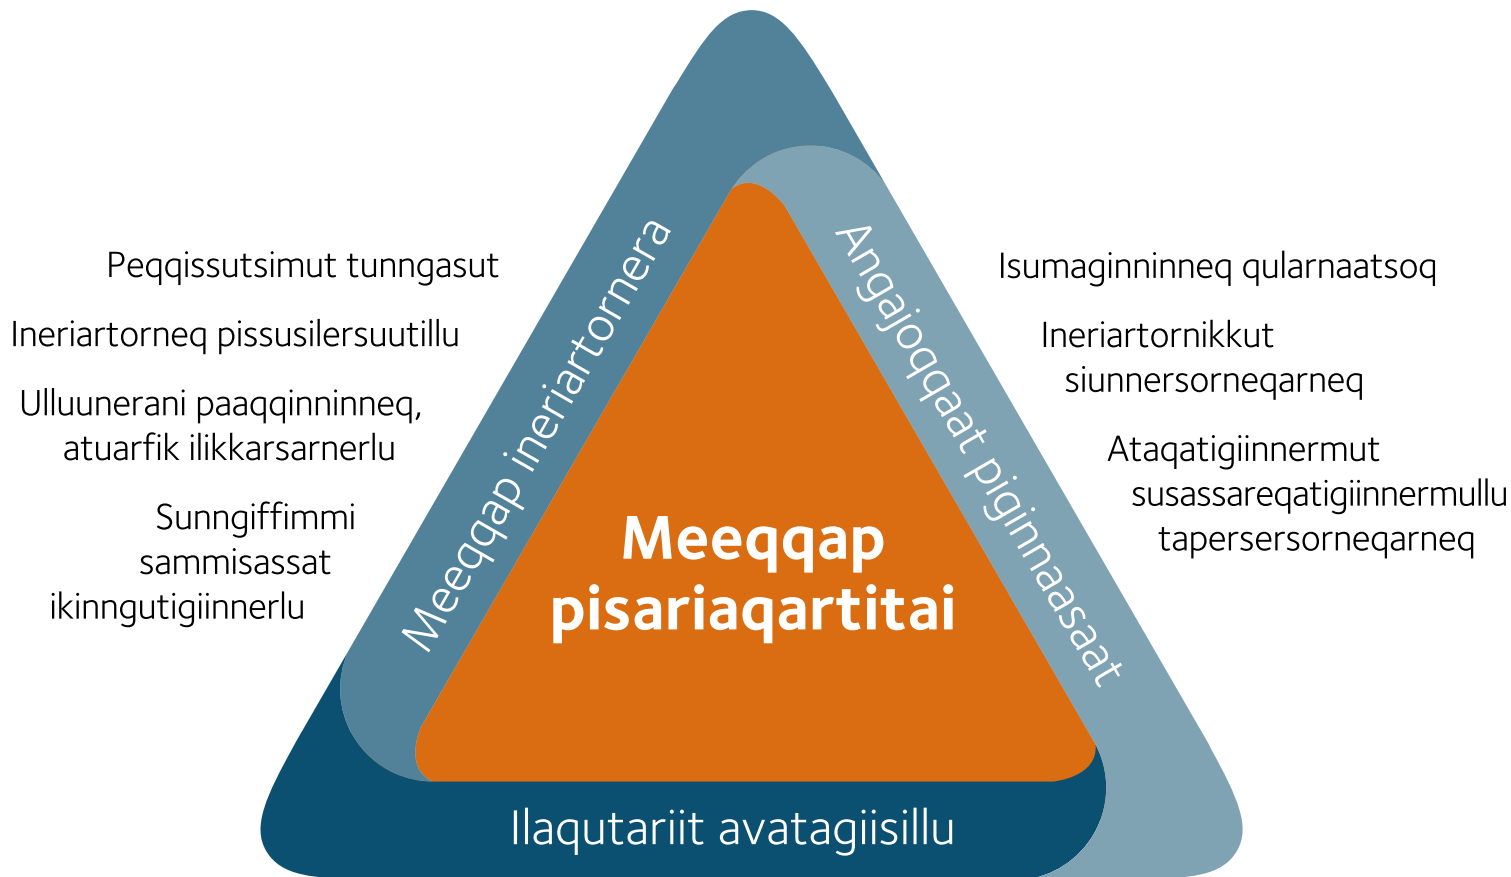 Peqqissutsimut tunngasut
Ineriartorneq pissusilersuutillu
Ulluunerani paaqqinninneq,
atuarfik ilikkarsarnerlu
Sunngiffimmi
sammisassat
ikinngutigiinnerlu
Meeqqap ineriartornera
Meeqqap
pisariaqartitai
Angajoqqaat piginnaasaat
Isumaginninneq qularnaatsoq
Ineriartornikkut
siunnersorneqarneq
Ataqatigiinnermut
susassareqatigiinnermullu
tapersersorneqarneq
Ilaqutariit avatagiisillu